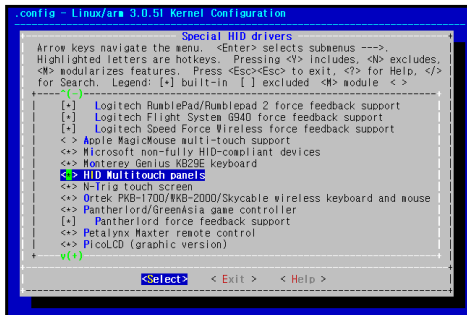 .config - Linux/arm 3.0.51 Kernel Configuration
Special HID drivers
Arrow keys navigate the menu.  <Enter> selects submenus --->.
Highlighted letters are hotkeys.  Pressing <Y> includes, <N> excludes,
<M> modularizes features.  Press <Esc><Esc> to exit, <?> for Help, </>
for Search.  Legend: [*] built-in  [ ] excluded  <M> module  < >
^(-)
[*]   Logitech RumblePad/Rumblepad 2 force feedback support
[*]   Logitech Flight System G940 force feedback support
[*]   Logitech Speed Force Wireless force feedback support
< > Apple MagicMouse multi-touch support
<*> Microsoft non-fully HID-compliant devices
<*> Monterey Genius KB29E keyboard
<*> HID Multitouch panels
<*> N-Trig touch screen
<*> Ortek PKB-1700/WKB-2000/Skycable wireless keyboard and mouse
<*> Pantherlord/GreenAsia game controller
[*]   Pantherlord force feedback support
<*> Petalynx Maxter remote control
<*> PicoLCD (graphic version)
v(+)
<Select>    < Exit >    < Help >